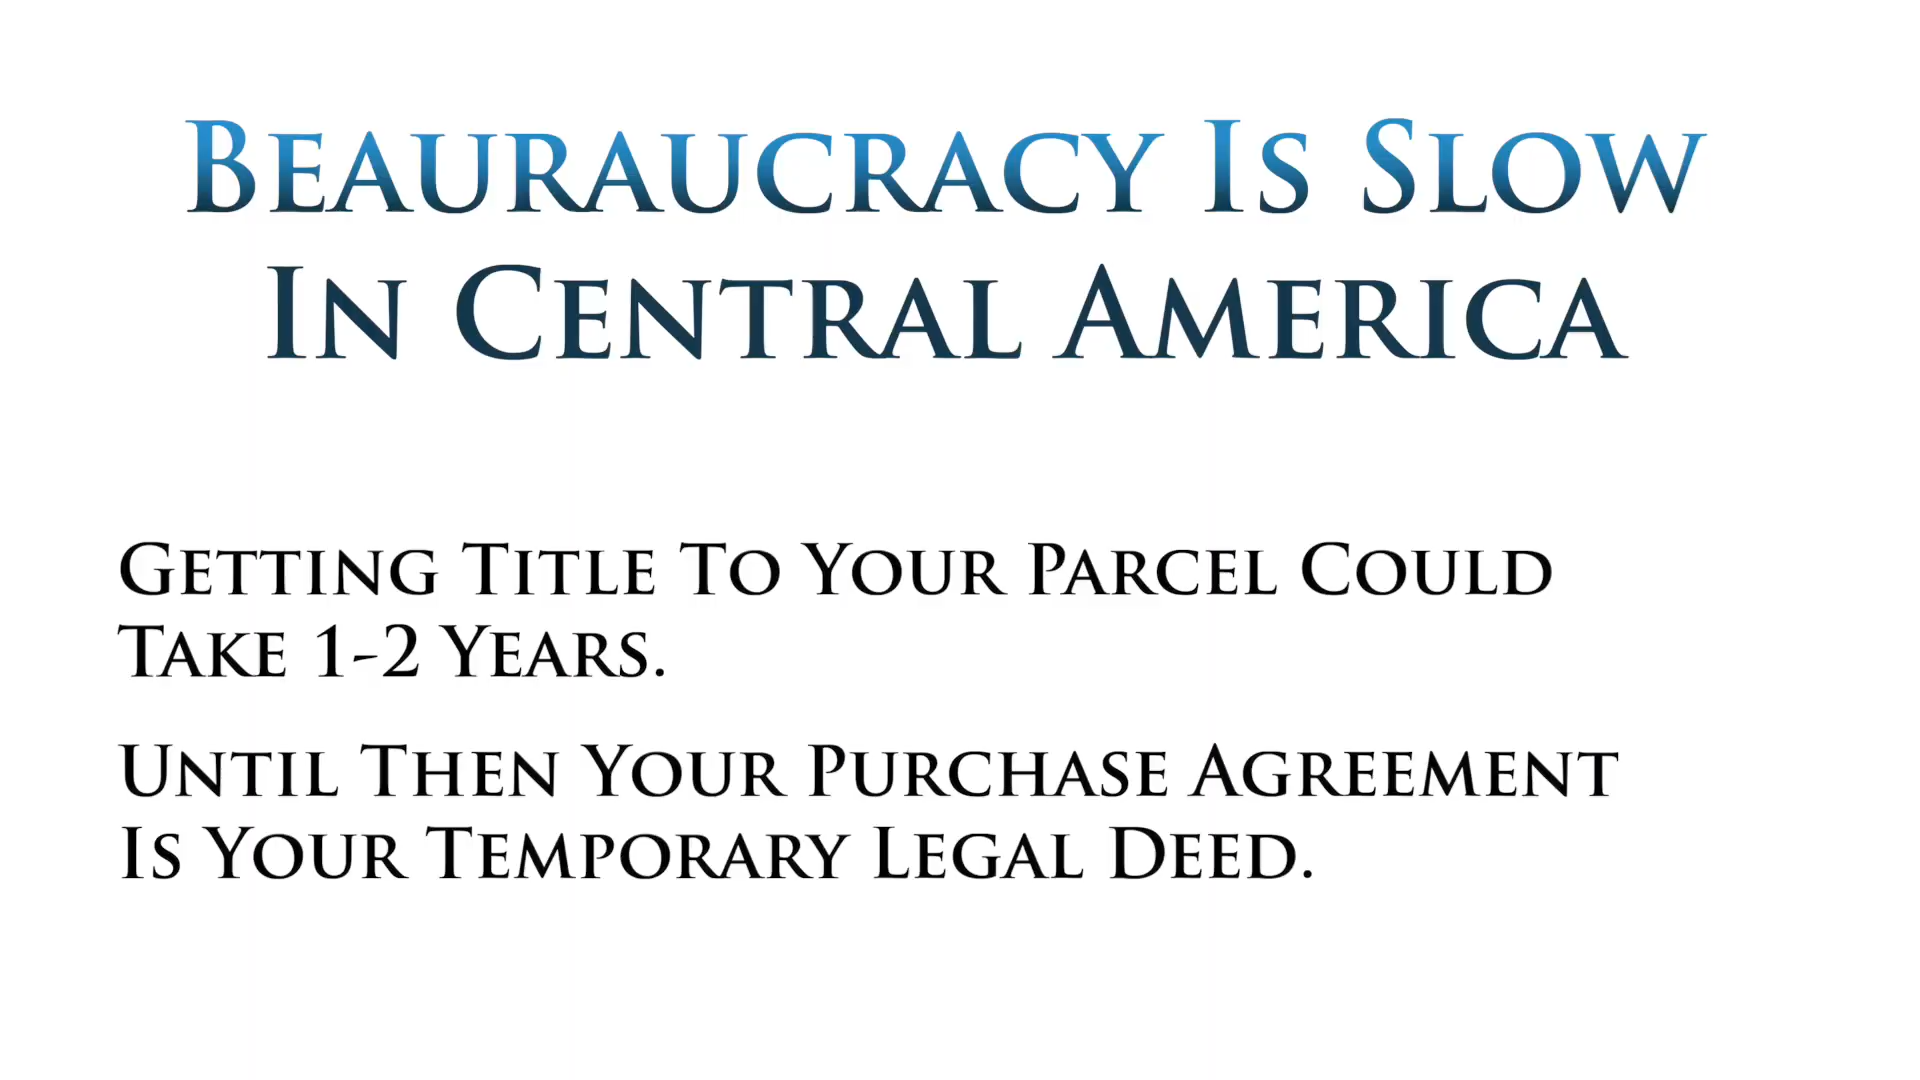 Beauraucracy Is Slow
In Central America
Getting Title To Your Parcel Could
Take 1-2 Years.
Until Then Your Purchase Agreement
Is Your Temporary Legal Deed.